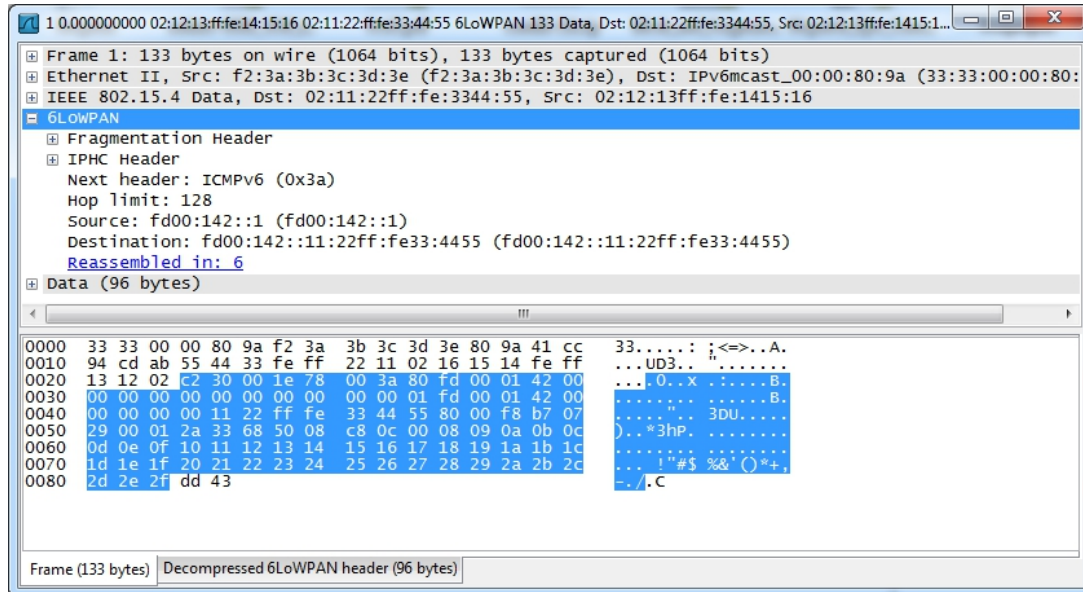 1 0.000000000 02:12:13:ff:fe:14:15:16 02:11:22:ff:fe:33:44:55 6LoWPAN 133 Data, Dst: 02:11:22ff:fe:3344:55, Src: 02:12:13ff:fe:1415:1...
Frame 1: 133 bytes on wire (1064 bits), 133 bytes captured (1064 bits)
Ethernet II, Src: f2:3a:3b:3c:3d:3e (f2:3a:3b:3c:3d:3e), Dst: IPv6mcast_00:00:80:9a (33:33:00:00:80:
IEEE 802.15.4 Data, Dst: 02:11:22ff:fe:3344:55, Src: 02:12:13ff:fe:1415:16
6LoWPAN
Fragmentation Header
IPHC Header
Next header: ICMPv6 (0x3a)
Hop limit: 128
Source: fd00:142::1 (fd00:142::1)
Destination: fd00:142::11:22ff:fe33:4455 (fd00:142::11:22ff:fe33:4455)
Reassembled in: 6
Data (96 bytes)
0000 33 33 00 00 80 9a f2 3a 3b 3c 3d 3e 80 9a 41 cc 33.....: ;<=>..A.
0010 94 cd ab 55 44 33 fe ff 22 11 02 16 15 14 fe ff ...UD3.. ".......
0020 13 12 02 c2 30 00 1e 78 00 3a 80 fd 00 01 42 00 ....0..x .:....B.
0030 00 00 00 00 00 00 00 00 00 00 01 fd 00 01 42 00 ........ ......B.
0040 00 00 00 00 11 22 ff fe 33 44 55 80 00 f8 b7 07 .....".. 3DU.....
0050 29 00 01 2a 33 68 50 08 c8 0c 00 08 09 0a 0b 0c )..*3hP. ........
0060 0d 0e 0f 10 11 12 13 14 15 16 17 18 19 1a 1b 1c ........ ........
0070 1d 1e 1f 20 21 22 23 24 25 26 27 28 29 2a 2b 2c ... !"#$ %&'()*+,
0080 2d 2e 2f dd 43 -./.C
Frame (133 bytes) Decompressed 6LoWPAN header (96 bytes)